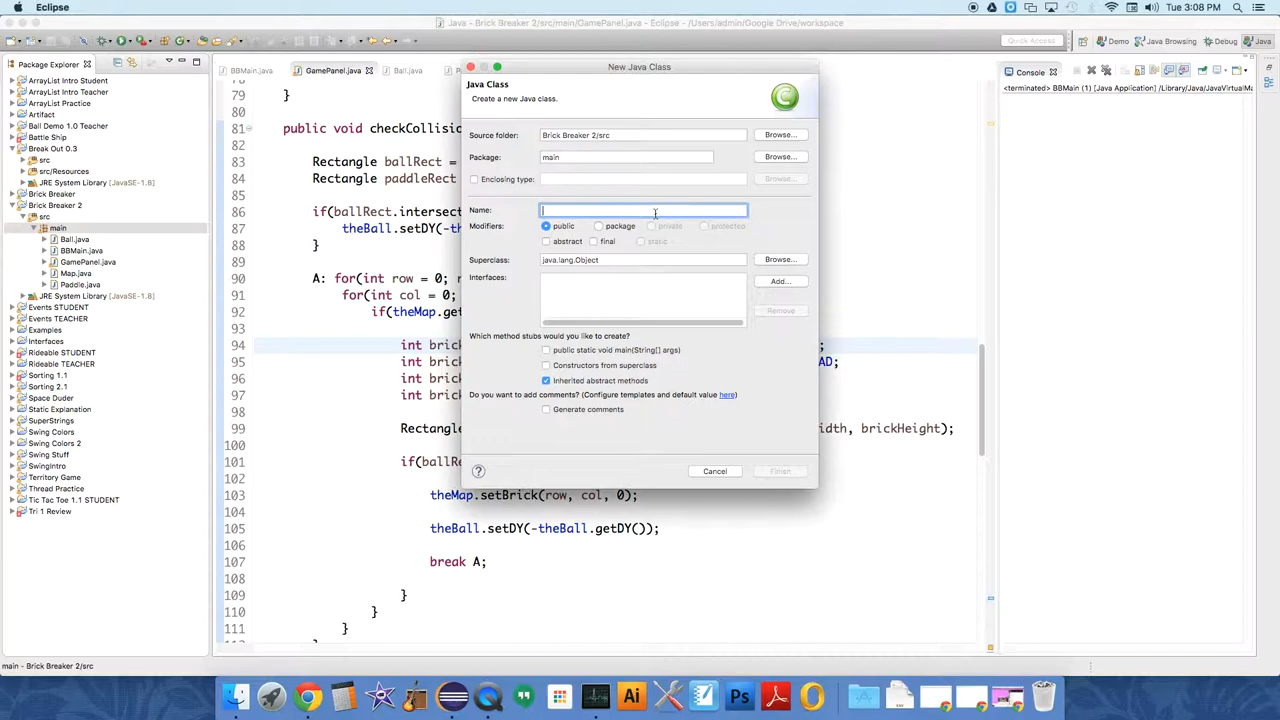 Eclipse
Tue 3:08 PM
Java - Brick Breaker 2/src/main/GamePanel.java - Eclipse - /Users/admin/Google Drive/workspace
Quick Access
Demo
Java Browsing
Debug
Java
Package Explorer
BBMain.java
GamePanel.java
Ball.java
Console
<terminated> BBMain (1) [Java Application] /Library/Java/JavaVirtualMa
ArrayList Intro Student
ArrayList Intro Teacher
ArrayList Practice
Artifact
Ball Demo 1.0 Teacher
Battle Ship
Break Out 0.3
src
src/Resources
JRE System Library [JavaSE-1.8]
Brick Breaker
Brick Breaker 2
src
main
Ball.java
BBMain.java
GamePanel.java
Map.java
Paddle.java
JRE System Library [JavaSE-1.8]
Events STUDENT
Events TEACHER
Examples
Interfaces
Rideable STUDENT
Rideable TEACHER
Sorting 1.1
Sorting 2.1
Space Duder
Static Explanation
SuperStrings
Swing Colors
Swing Colors 2
Swing Stuff
SwingIntro
Territory Game
Thread Practice
Tic Tac Toe 1.1 STUDENT
Tri 1 Review
79 }
80
81 public void checkCollisio
82
83 Rectangle ballRect =
84 Rectangle paddleRect
85
86 if(ballRect.intersect
87 theBall.setDY(-th
88 }
89
90 A: for(int row = 0; r
91 for(int col = 0;
92 if(theMap.get
93
94 int brick ;
95 int brick AD;
96 int brick
97 int brick
98
99 Rectangle width, brickHeight);
100
101 if(ballRe
102
103 theMap.setBrick(row, col, 0);
104
105 theBall.setDY(-theBall.getDY());
106
107 break A;
108
109 }
110 }
111 }
New Java Class
Java Class
Create a new Java class.
Source folder: Brick Breaker 2/src Browse...
Package: main Browse...
Enclosing type: Browse...
Name:
Modifiers: public package private protected
abstract final static
Superclass: java.lang.Object Browse...
Interfaces: Add...
Remove
Which method stubs would you like to create?
public static void main(String[] args)
Constructors from superclass
Inherited abstract methods
Do you want to add comments? (Configure templates and default value here)
Generate comments
? Cancel Finish
main - Brick Breaker 2/src
Ai
Ps